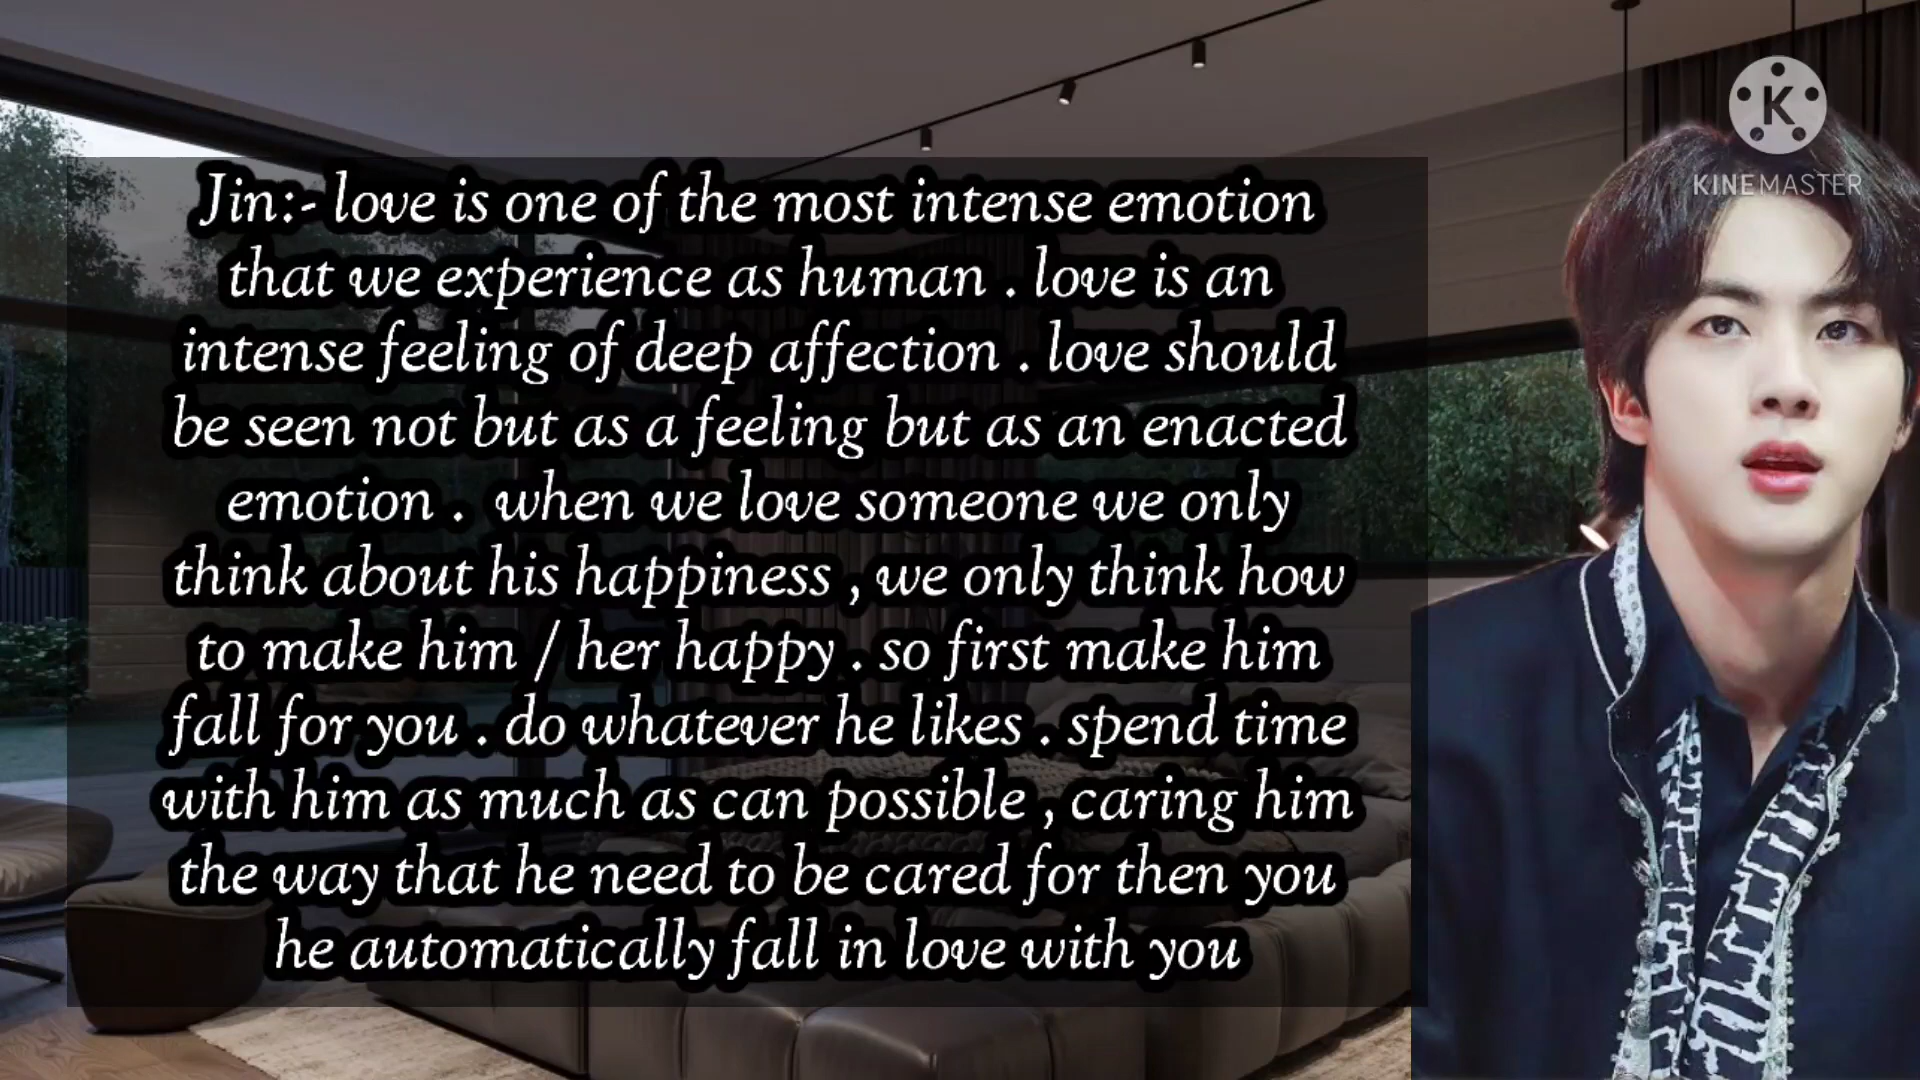 Jin:- love is one of the most intense emotion
that we experience as human . love is an
intense feeling of deep affection . love should
be seen not but as a feeling but as an enacted
emotion .  when we love someone we only
think about his happiness , we only think how
to make him / her happy . so first make him
fall for you . do whatever he likes . spend time
with him as much as can possible , caring him
the way that he need to be cared for then you
he automatically fall in love with you
K
KINEMASTER